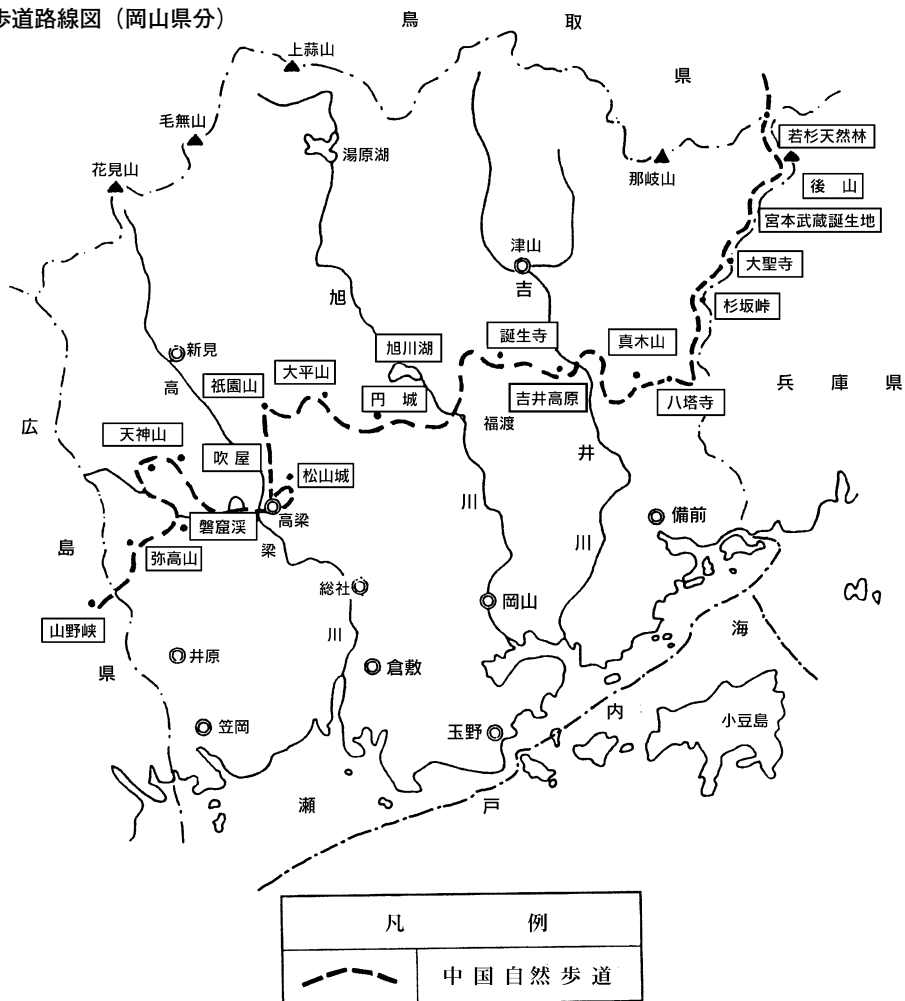 歩道路線図（岡山県分）
鳥取県
上蒜山
毛無山
湯原湖
花見山
那岐山
若杉天然林
後山
宮本武蔵誕生地
大聖寺
杉坂峠
津山
吉井川
旭川
誕生寺
真木山
旭川湖
新見
大平山
祇園山
高梁川
円城
吉井高原
八塔寺
福渡
兵庫県
広島県
天神山
吹屋
松山城
高梁
磐窟渓
備前
弥高山
総社
岡山
山野峡
井原
倉敷
瀬戸内海
小豆島
笠岡
玉野
凡例
中国自然歩道